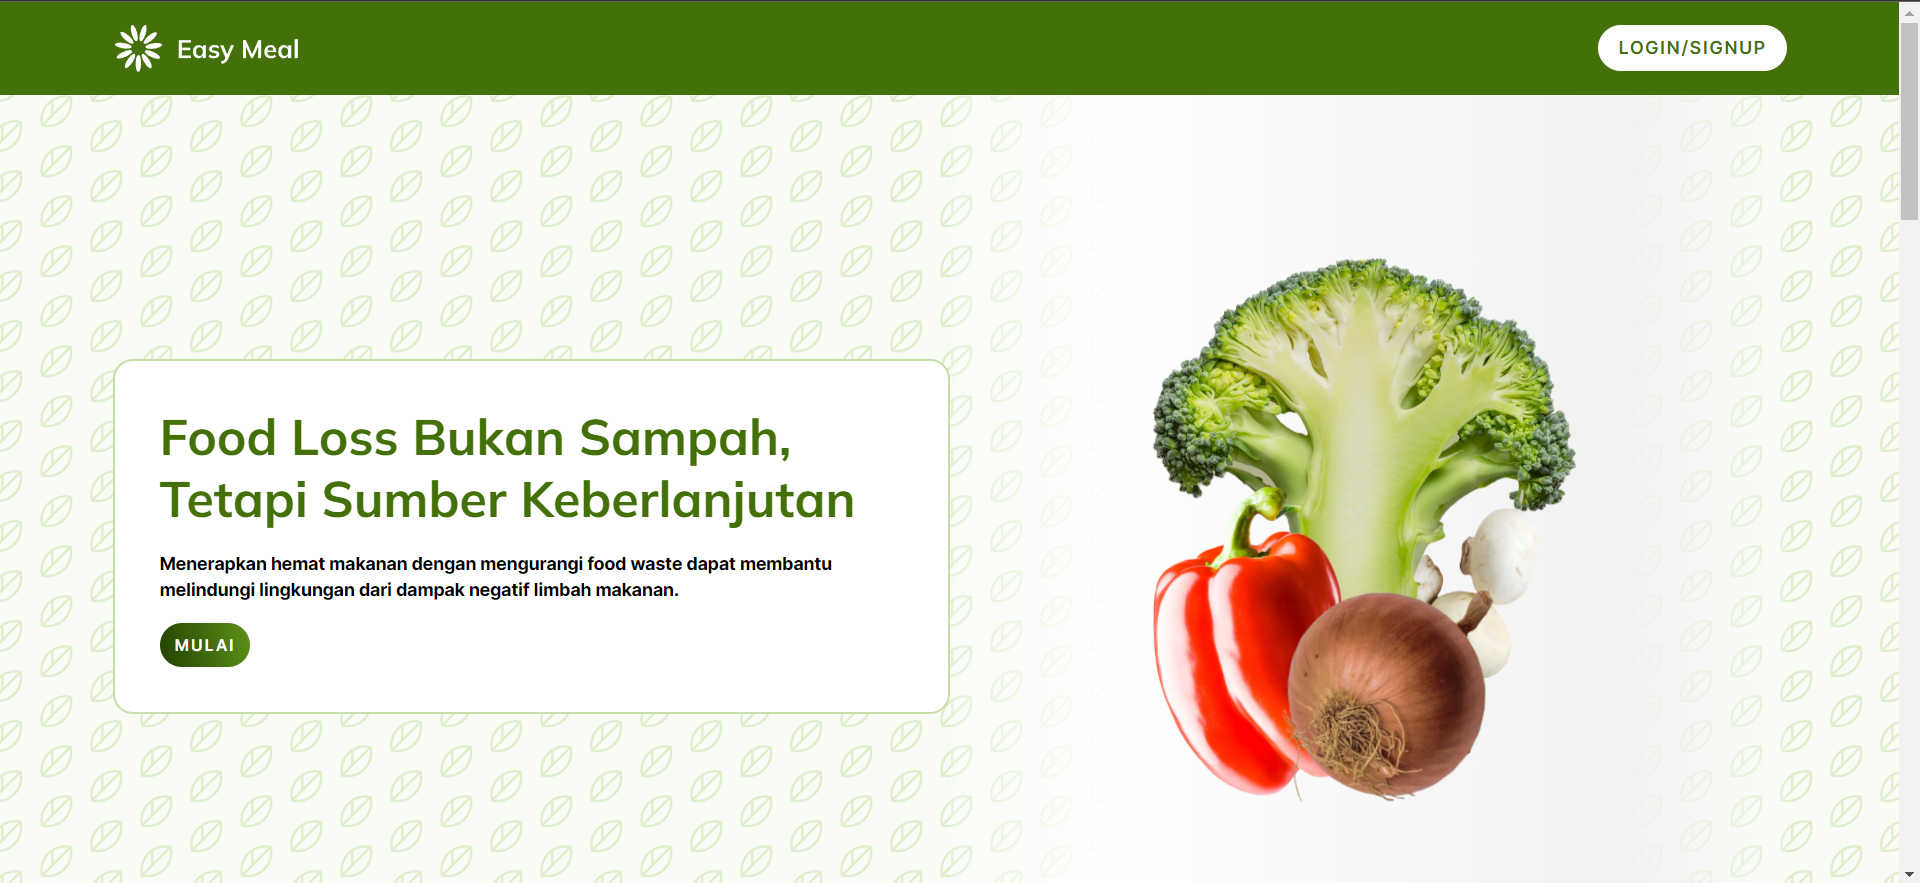 Easy Meal
LOGIN/SIGNUP
Food Loss Bukan Sampah,
Tetapi Sumber Keberlanjutan
Menerapkan hemat makanan dengan mengurangi food waste dapat membantu
melindungi lingkungan dari dampak negatif limbah makanan.
MULAI